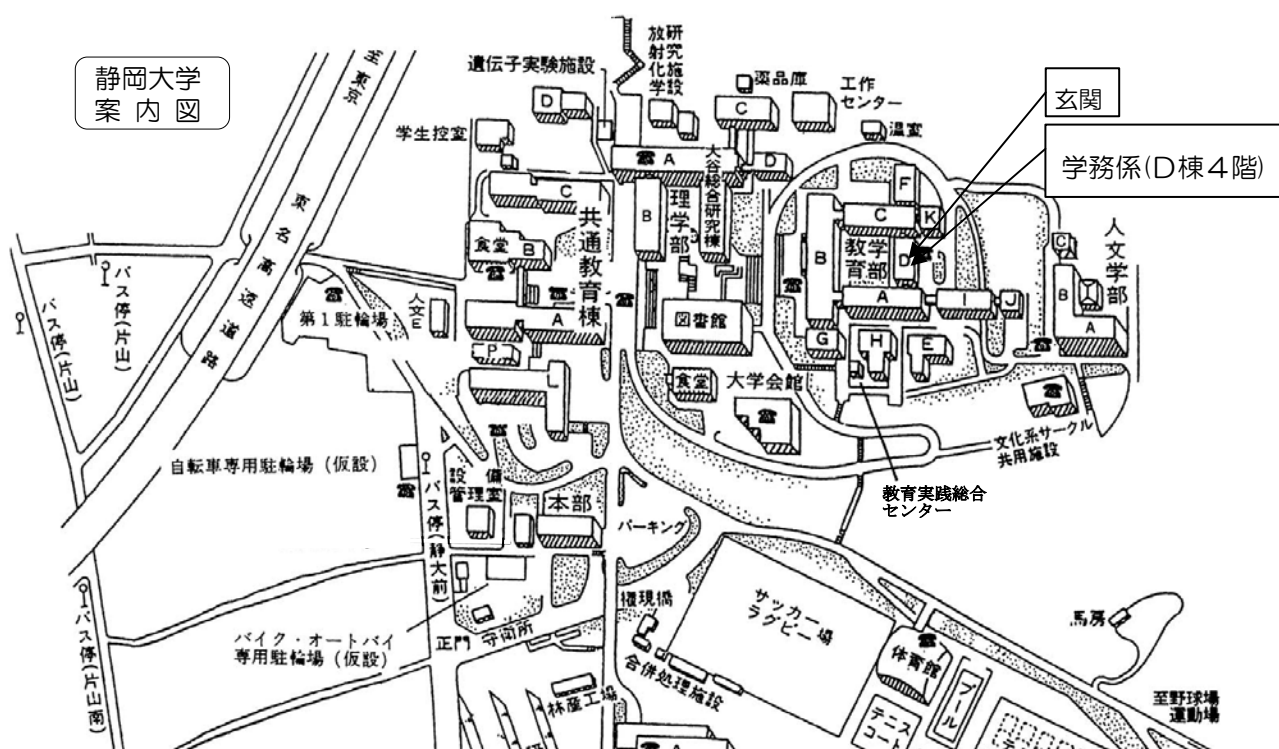 静岡大学
案内図
至東京
東名高速道路
遺伝子実験施設
放射化学
研究施設
薬品庫
工作
センター
温室
玄関
学務係(D棟4階)
学生控室
D
C
A
D
大谷総合研究棟
B
理学部
C
共通教育棟
食堂
B
A
P
L
人文E
第1駐輪場
バス停(片山)
バス停(片山)
F
C
K
教育学部
B
D
A
I
J
G
H
E
人文学部
C
B
A
図書館
食堂
大学会館
文化系サークル
共用施設
教育実践総合
センター
自転車専用駐輪場(仮設)
設備
管理室
本部
パーキング
バス停(静大前)
バス停(片山南)
バイク・オートバイ
専用駐輪場(仮設)
正門
守衛所
権現橋
合併処理施設
林産工場
サッカー場
ラグビー
体育館
プール
テニス
コート
馬房
至野球場
運動場
A